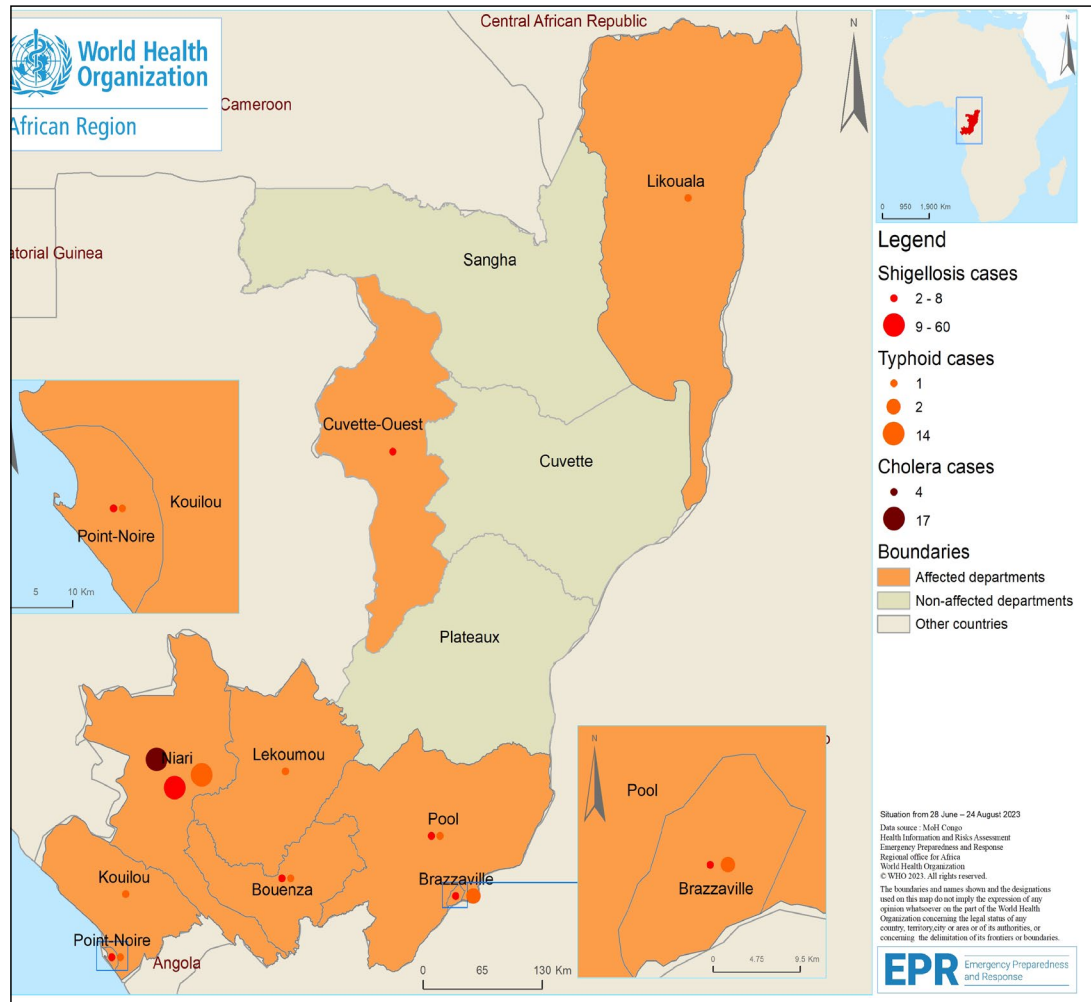 World Health
Organization
African Region
Central African Republic
N
Cameroon
atorial Guinea
Likouala
Sangha
Cuvette-Ouest
Cuvette
Plateaux
Kouilou
Point-Noire
5 10 Km
Niari
Lekoumou
Pool
Bouenza
Brazzaville
Kouilou
Point-Noire
Angola
0 65 130 Km
N
Pool
Brazzaville
0 4.75 9.5 Km
N
0 950 1,900 Km
Legend
Shigellosis cases
2 - 8
9 - 60
Typhoid cases
1
2
14
Cholera cases
4
17
Boundaries
Affected departments
Non-affected departments
Other countries
Situation from 28 June – 24 August 2023
Data source : MoH Congo
Health Information and Risks Assessment
Emergency Preparedness and Response
Regional office for Africa
World Health Organization
© WHO 2023. All rights reserved.
The boundaries and names shown and the designations
used on this map do not imply the expression of any
opinion whatsoever on the part of the World Health
Organization concerning the legal status of any
country, territory,city or area or of its authorities, or
concerning the delimitation of its frontiers or boundaries.
EPR
Emergency Preparedness
and Response